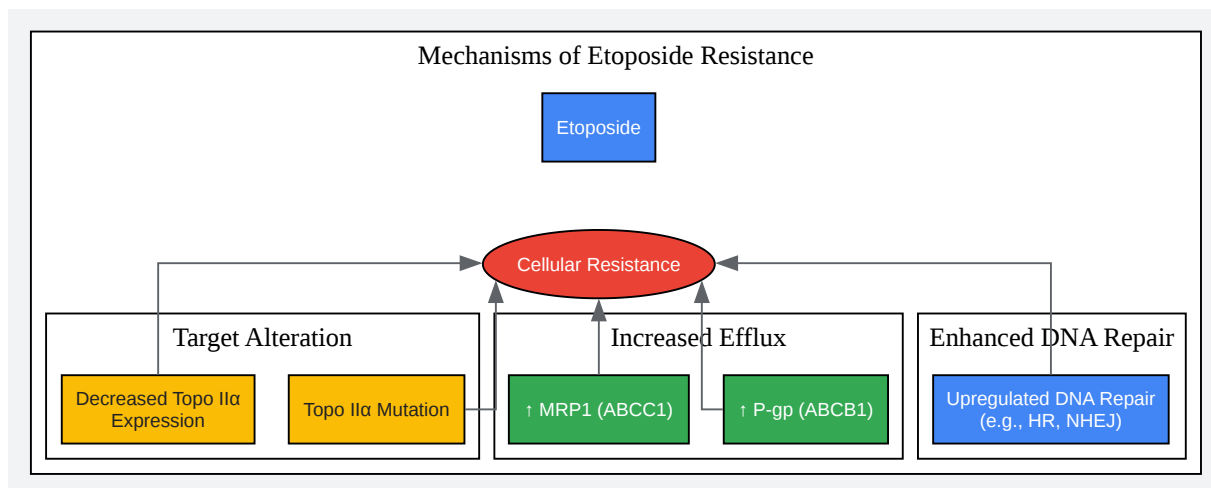 Mechanisms of Etoposide Resistance
Etoposide
Cellular Resistance
Target Alteration
Increased Efflux
Enhanced DNA Repair
Decreased Topo IIα
Expression
Topo IIα Mutation
↑ MRP1 (ABCC1)
↑ P-gp (ABCB1)
Upregulated DNA Repair
(e.g., HR, NHEJ)